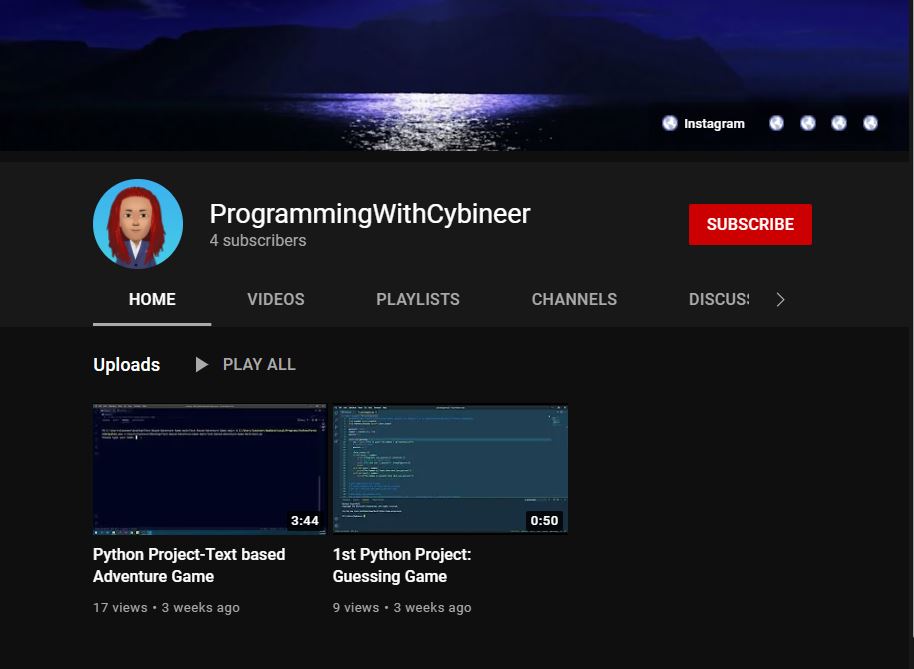 Instagram
ProgrammingWithCybineer
4 subscribers
SUBSCRIBE
HOME
VIDEOS
PLAYLISTS
CHANNELS
DISCUS
Uploads
PLAY ALL
3:44
0:50
Python Project-Text based
Adventure Game
17 views • 3 weeks ago
1st Python Project:
Guessing Game
9 views • 3 weeks ago